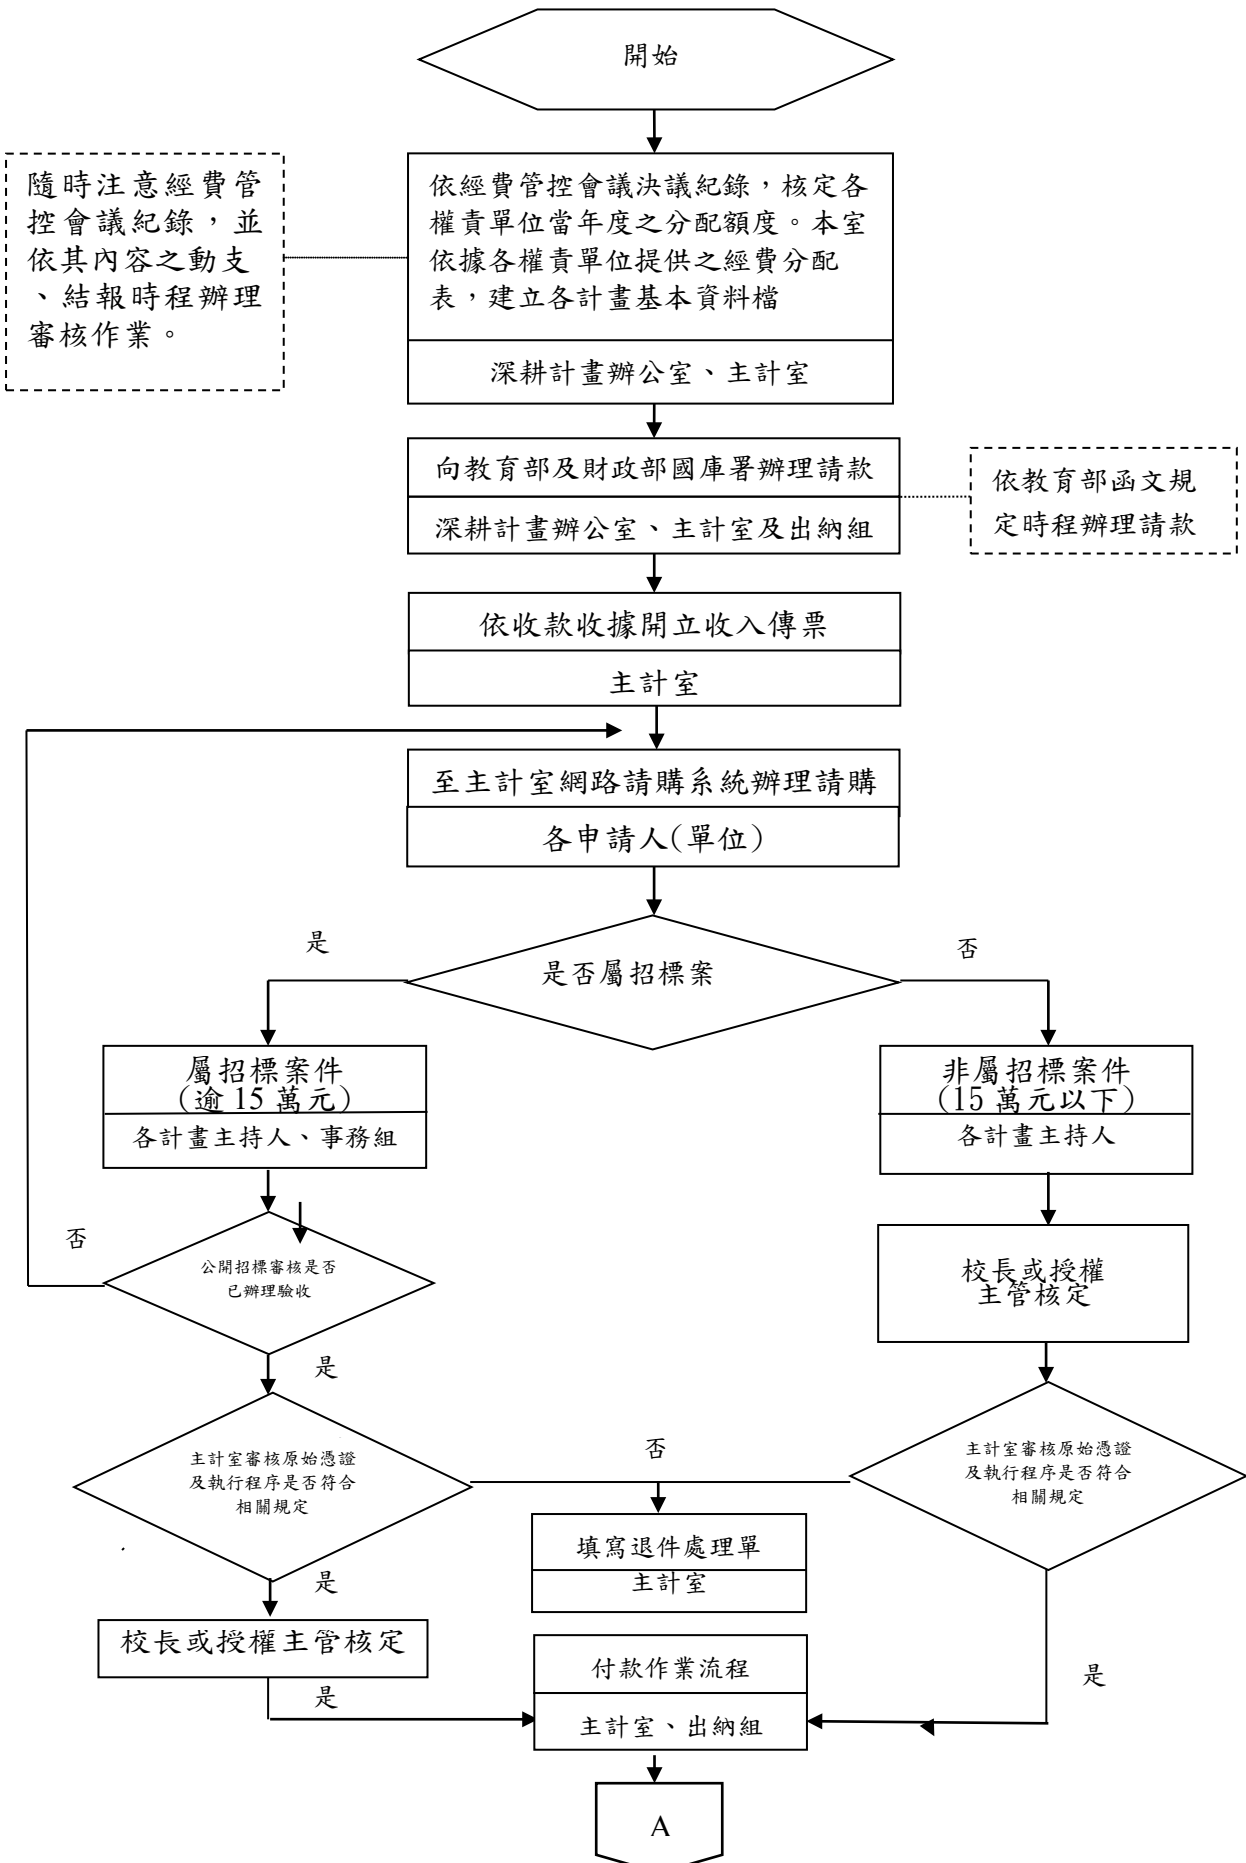 開始
隨時注意經費管
控會議紀錄，並
依其內容之動支
、結報時程辦理
審核作業。
依經費管控會議決議紀錄，核定各
權責單位當年度之分配額度。本室
依據各權責單位提供之經費分配
表，建立各計畫基本資料檔
深耕計畫辦公室、主計室
向教育部及財政部國庫署辦理請款
深耕計畫辦公室、主計室及出納組
依教育部函文規
定時程辦理請款
依收款收據開立收入傳票
主計室
至主計室網路請購系統辦理請購
各申請人(單位)
是
是否屬招標案
否
屬招標案件
(逾 15 萬元)
各計畫主持人、事務組
非屬招標案件
(15 萬元以下)
各計畫主持人
否
公開招標審核是否
已辦理驗收
校長或授權
主管核定
是
主計室審核原始憑證
及執行程序是否符合
相關規定
否
主計室審核原始憑證
及執行程序是否符合
相關規定
填寫退件處理單
主計室
是
校長或授權主管核定
是
付款作業流程
主計室、出納組
是
A